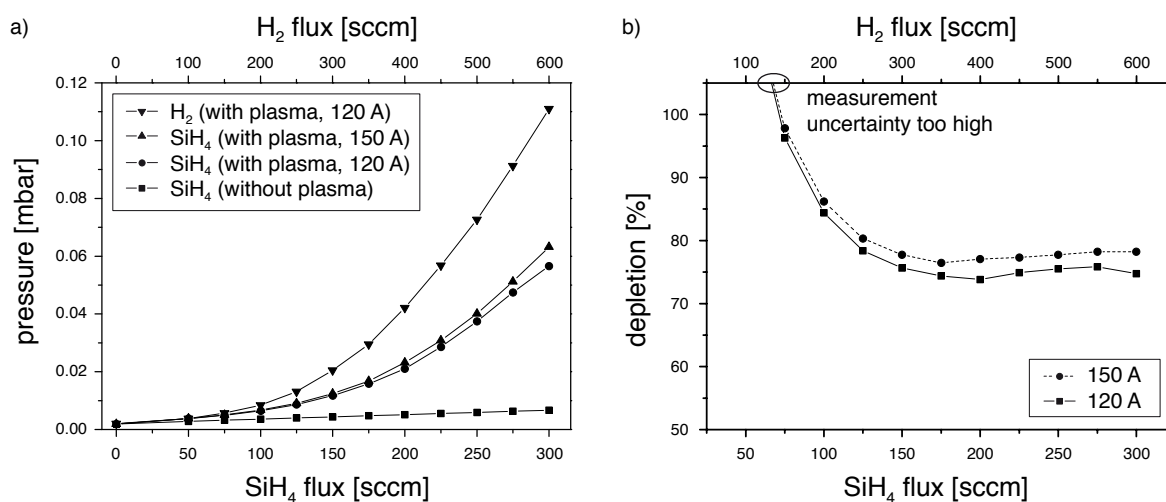 a)
H2 flux [sccm]
0 100 200 300 400 500 600
0.12
0.10
0.08
0.06
0.04
0.02
0.00
pressure [mbar]
H2 (with plasma, 120 A)
SiH4 (with plasma, 150 A)
SiH4 (with plasma, 120 A)
SiH4 (without plasma)
0 50 100 150 200 250 300
SiH4 flux [sccm]
b)
H2 flux [sccm]
100 200 300 400 500 600
measurement
uncertainty too high
100
90
80
70
60
50
depletion [%]
150 A
120 A
50 100 150 200 250 300
SiH4 flux [sccm]